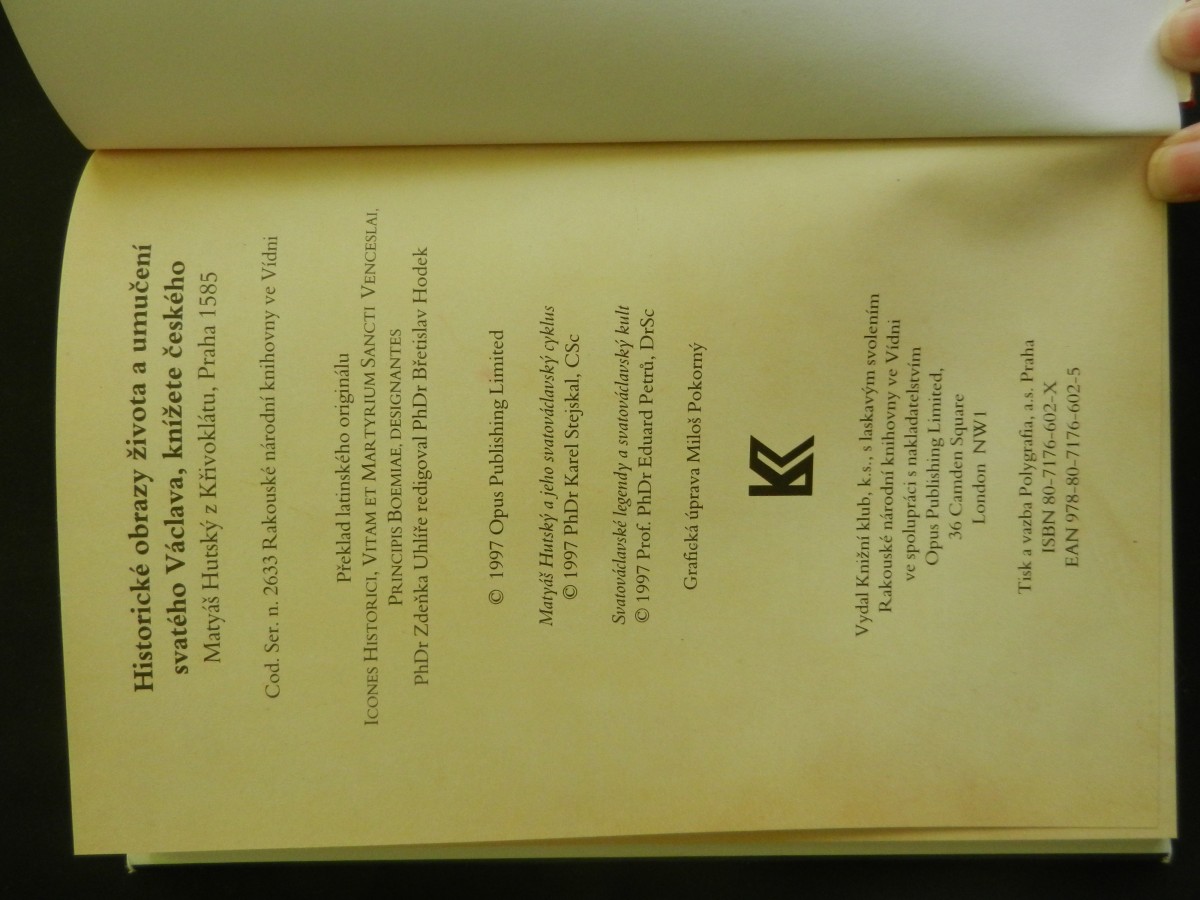 Historické obrazy života a umučení
svatého Václava, knížete českého
Matyáš Hutský z Křivoklátu, Praha 1585
Cod. Ser. n. 2633 Rakouské národní knihovny ve Vídni
Překlad latinského originálu
ICONES HISTORICI, VITAM ET MARTYRIUM SANCTI VENCESLAI,
PRINCIPIS BOEMIAE, DESIGNANTES
PhDr Zdeňka Uhlíře redigoval PhDr Břetislav Hodek
© 1997 Opus Publishing Limited
Matyáš Hutský a jeho svatováclavský cyklus
© 1997 PhDr Karel Stejskal, CSc
Svatováclavské legendy a svatováclavský kult
© 1997 Prof. PhDr Eduard Petrů, DrSc
Grafická úprava Miloš Pokorný
Vydal Knižní klub, k.s., s laskavým svolením
Rakouské národní knihovny ve Vídni
ve spolupráci s nakladatelstvím
Opus Publishing Limited,
36 Camden Square
London NW1
Tisk a vazba Polygrafia, a.s. Praha
ISBN 80–7176–602–X
EAN 978–80–7176–602–5